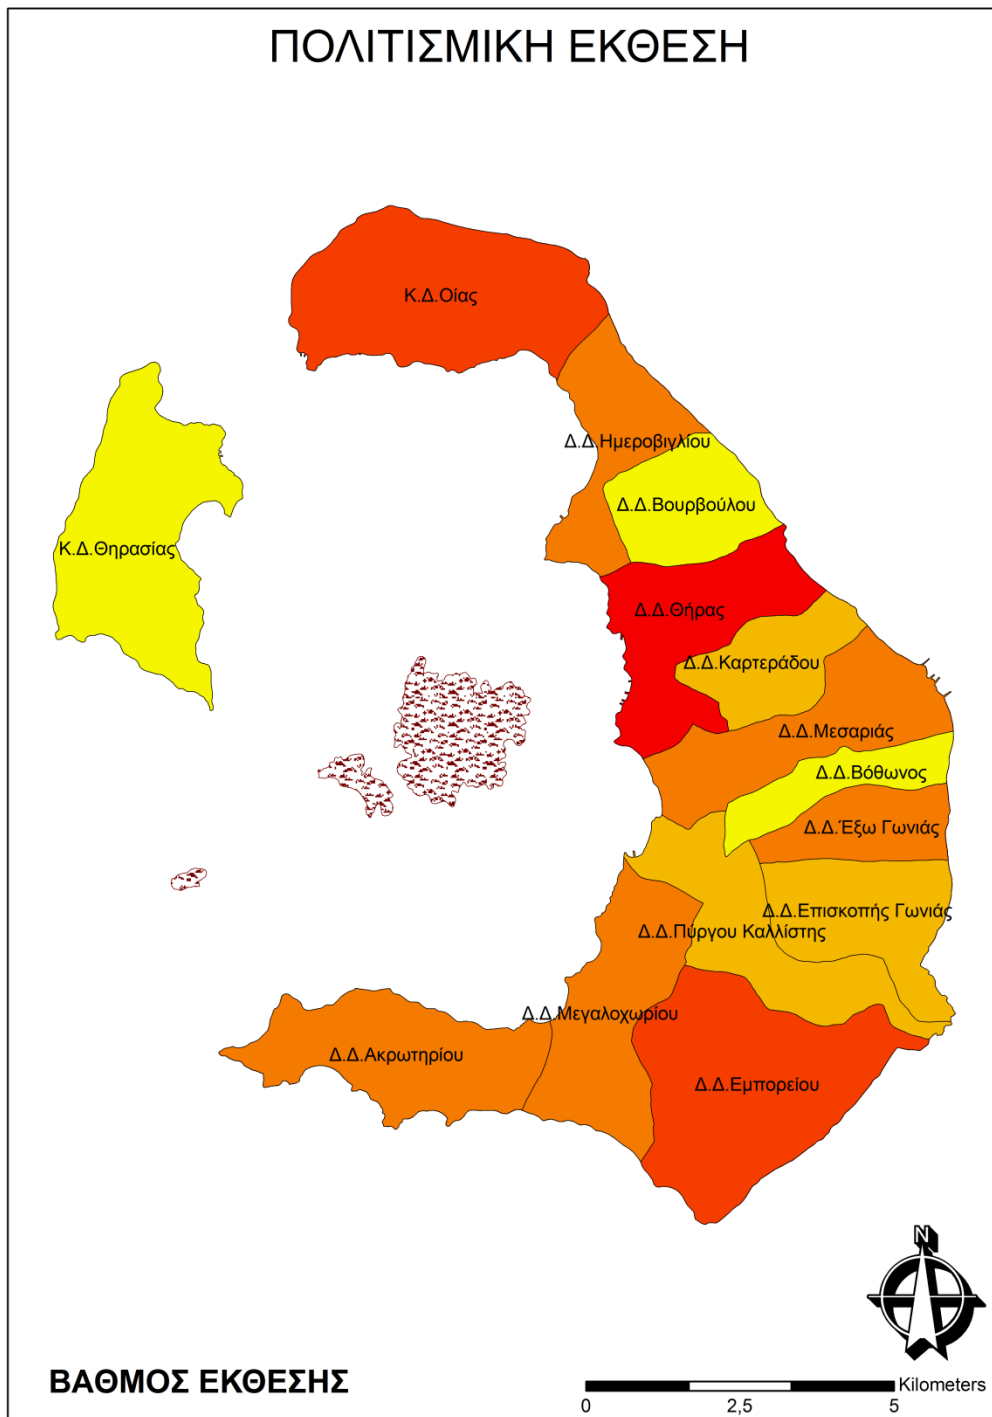 ΠΟΛΙΤΙΣΜΙΚΗ ΕΚΘΕΣΗ
Κ.Δ.Οίας
Δ.Δ.Ημεροβιγλίου
Δ.Δ.Βουρβούλου
Κ.Δ.Θηρασίας
Δ.Δ.Θήρας
Δ.Δ.Καρτεράδου
Δ.Δ.Μεσαριάς
Δ.Δ.Βόθωνος
Δ.Δ.Έξω Γωνιάς
Δ.Δ.Επισκοπής Γωνιάς
Δ.Δ.Πύργου Καλλίστης
Δ.Δ.Μεγαλοχωρίου
Δ.Δ.Ακρωτηρίου
Δ.Δ.Εμπορείου
N
ΒΑΘΜΟΣ ΕΚΘΕΣΗΣ
Kilometers
0 2,5 5